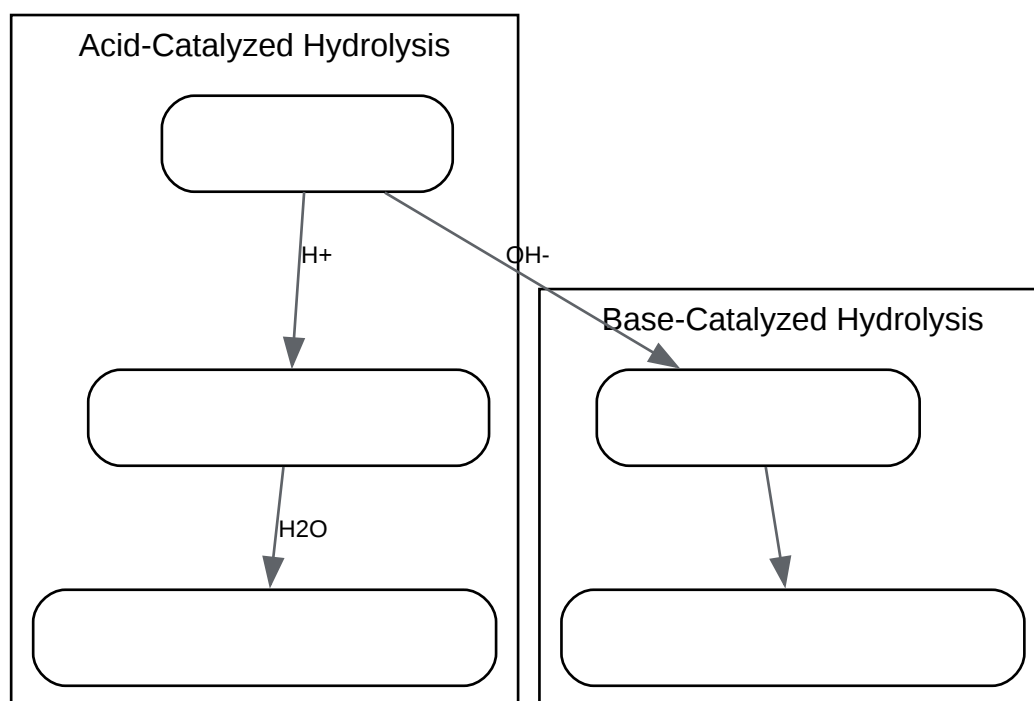 Acid-Catalyzed Hydrolysis
H+
OH-
Base-Catalyzed Hydrolysis
H2O